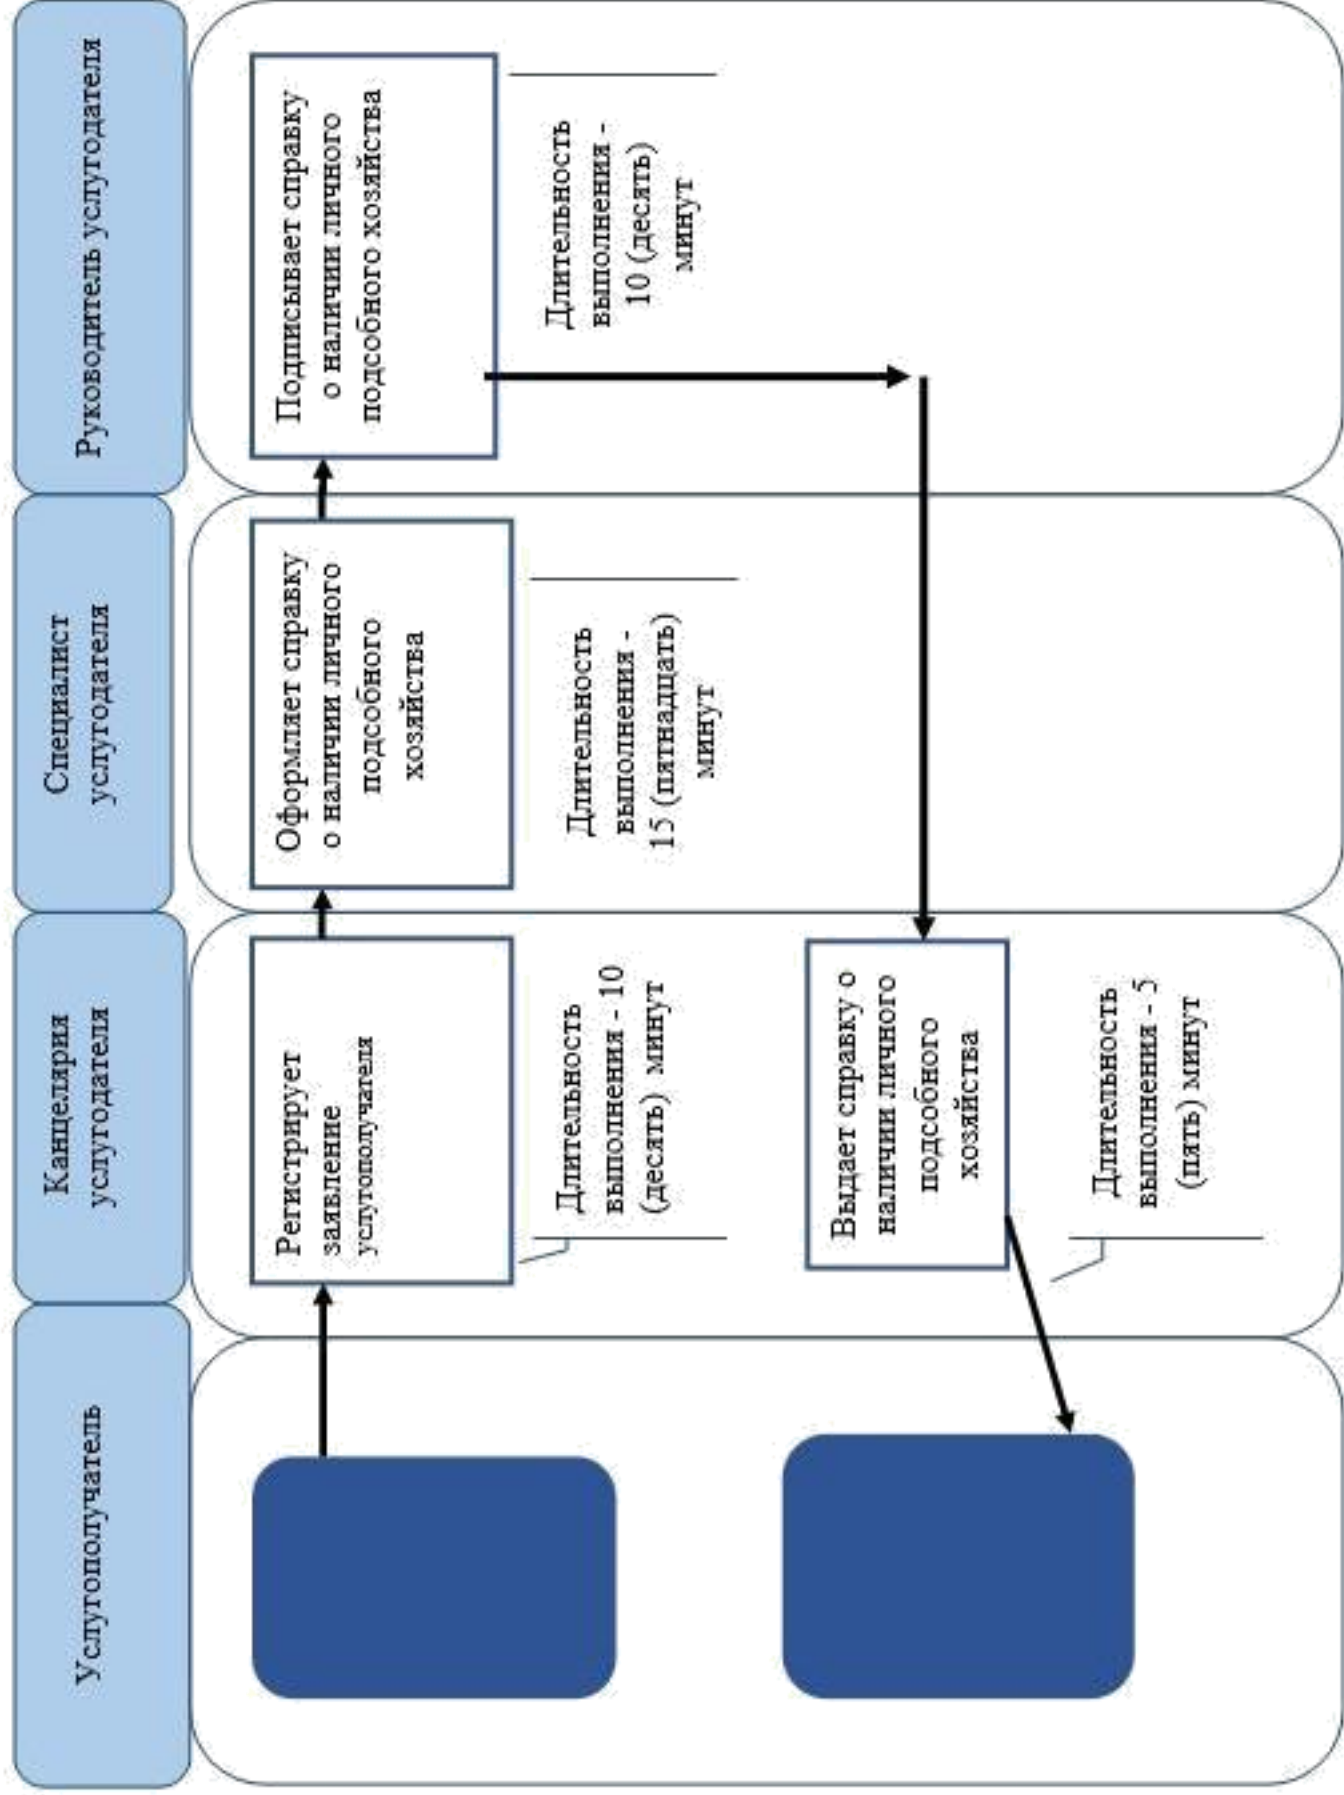 Услугополучатель
Канцелярия
услугодателя
Специалист
услугодателя
Руководитель услугодателя
Регистрирует
заявление
услугополучателя
Длительность
выполнения - 10
(десять) минут
Оформляет справку
о наличии личного
подсобного
хозяйства
Длительность
выполнения -
15 (пятнадцать)
минут
Подписывает справку
о наличии личного
подсобного хозяйства
Длительность
выполнения -
10 (десять)
минут
Выдает справку о
наличии личного
подсобного
хозяйства
Длительность
выполнения - 5
(пять) минут